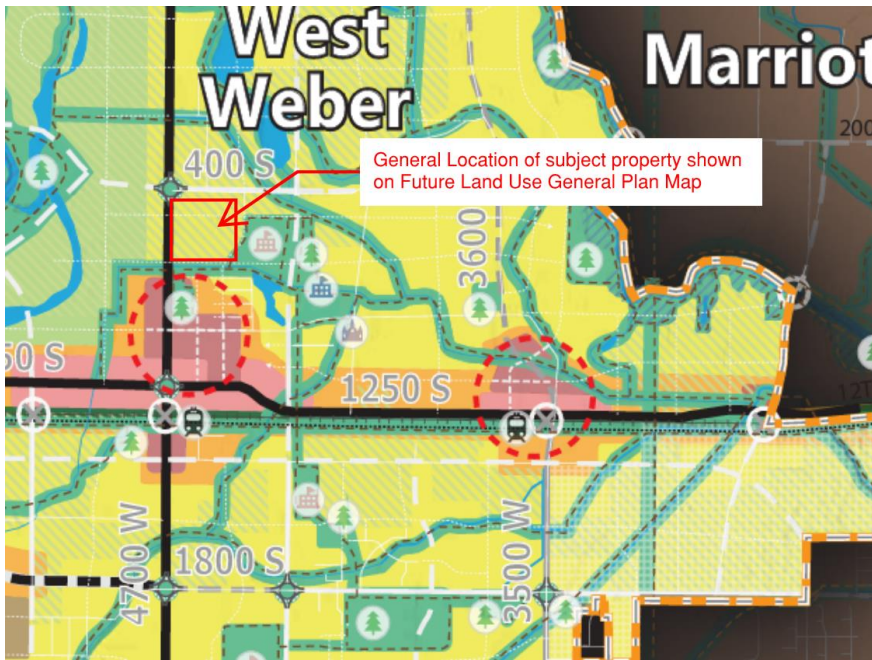 West
Weber
Marriot
200
400 S
General Location of subject property shown
on Future Land Use General Plan Map
3600
50 S
1250 S
12T
4700 W
1800 S
3500 W